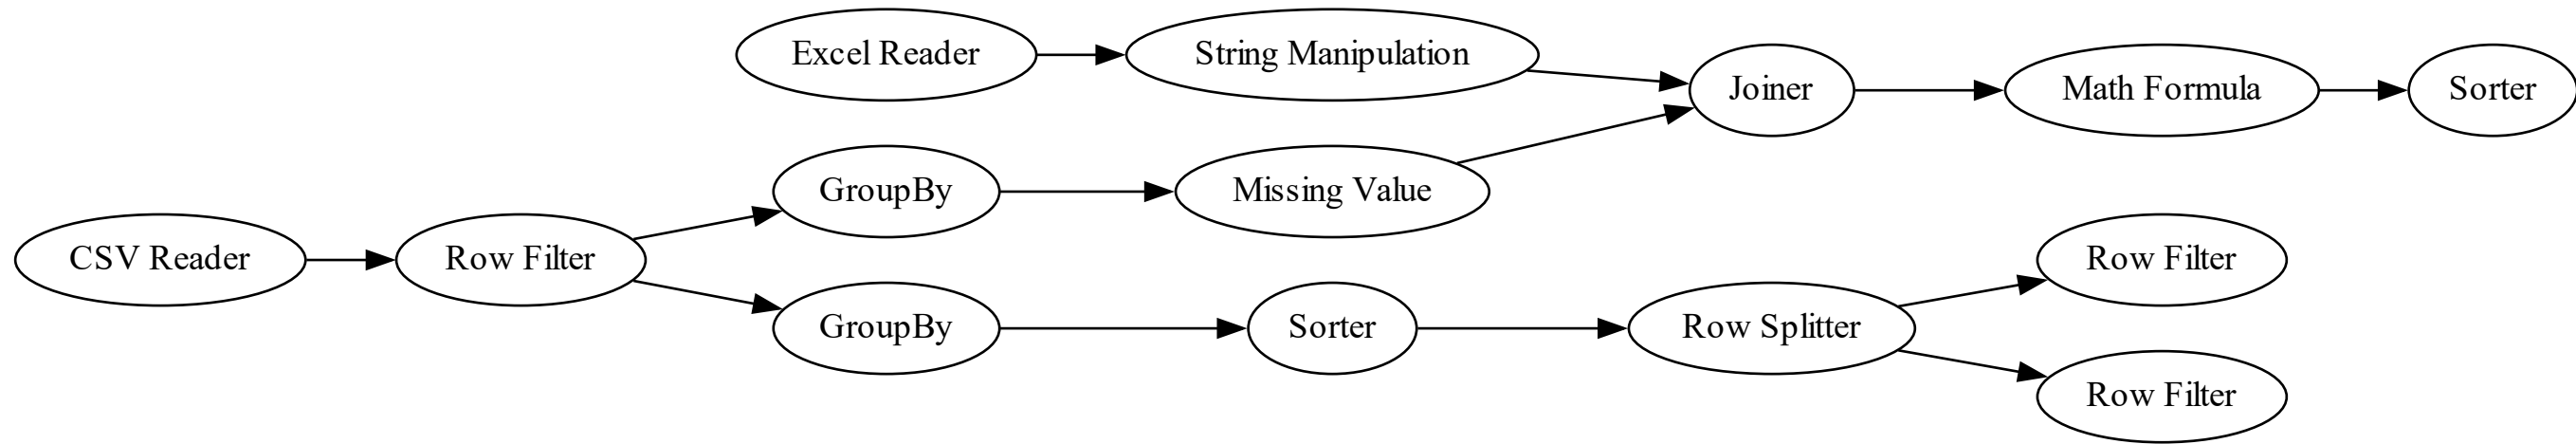 Excel Reader
String Manipulation
Joiner
Math Formula
Sorter
GroupBy
Missing Value
CSV Reader
Row Filter
Row Filter
GroupBy
Sorter
Row Splitter
Row Filter